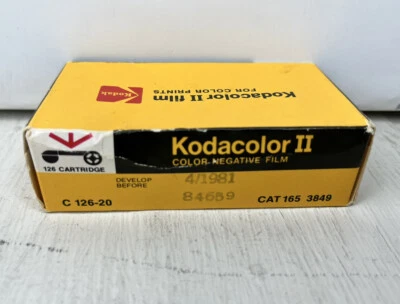 Kodak
Kodacolor II film
FOR COLOR PRINTS
126 CARTRIDGE
Kodacolor II
COLOR NEGATIVE FILM
DEVELOP
BEFORE
4/1981
84659
C 126-20
CAT 165 3849